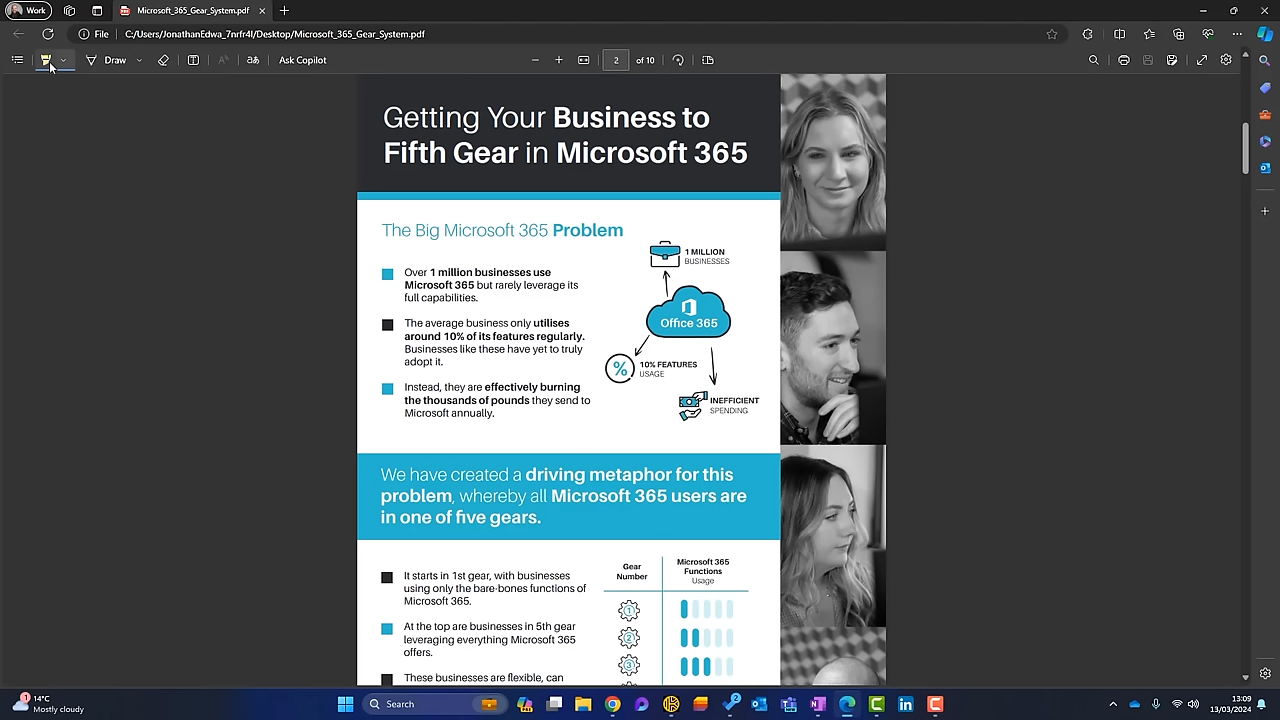 Work
Microsoft_365_Gear_System.pdf
File
C:/Users/JonathanEdwa_7nrfr4l/Desktop/Microsoft_365_Gear_System.pdf
Draw
Ask Copilot
2 of 10
Getting Your Business to
Fifth Gear in Microsoft 365
The Big Microsoft 365 Problem
Over 1 million businesses use
Microsoft 365 but rarely leverage its
full capabilities.
The average business only utilises
around 10% of its features regularly.
Businesses like these have yet to truly
adopt it.
Instead, they are effectively burning
the thousands of pounds they send to
Microsoft annually.
1 MILLION
BUSINESSES
Office 365
%
10% FEATURES
USAGE
INEFFICIENT
SPENDING
We have created a driving metaphor for this
problem, whereby all Microsoft 365 users are
in one of five gears.
It starts in 1st gear, with businesses
using only the bare-bones functions of
Microsoft 365.
At the top are businesses in 5th gear
leveraging everything Microsoft 365
offers.
These businesses are flexible, can
Gear
Number
Microsoft 365
Functions
Usage
1
2
3
1
14°C
Mostly cloudy
Search
2
13:09
13/03/2024